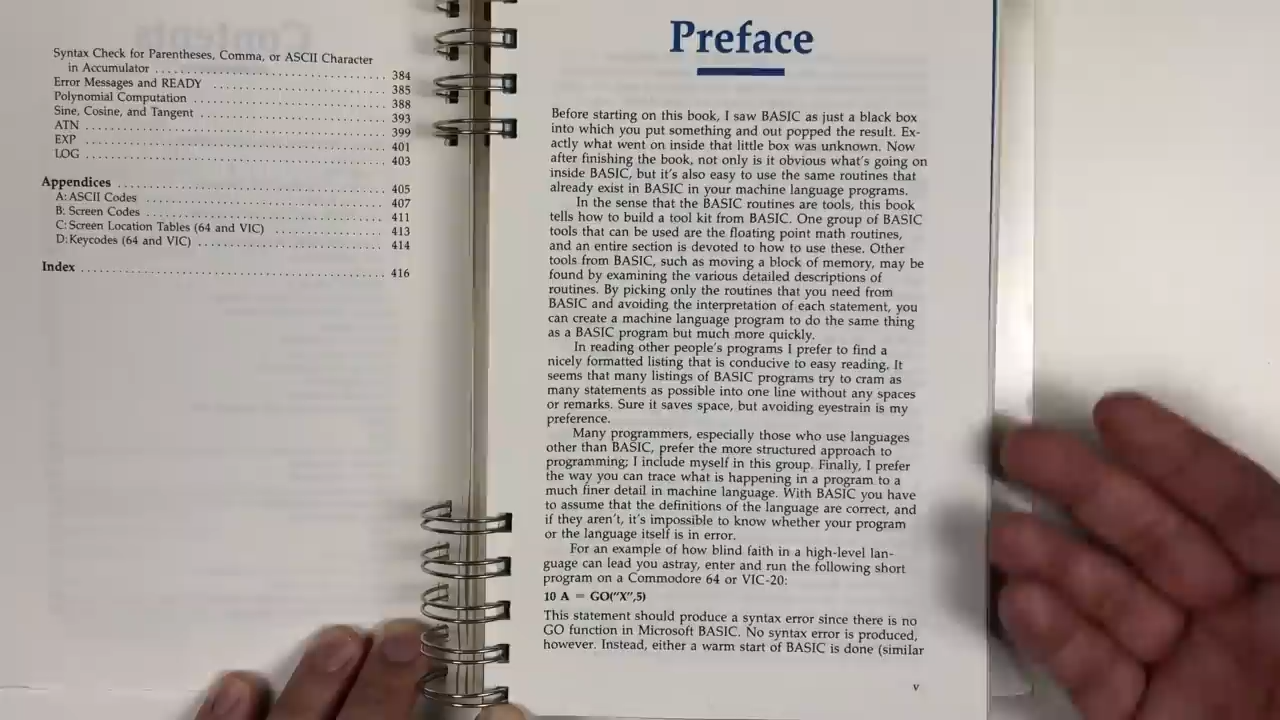 Syntax Check for Parentheses, Comma, or ASCII Character
in Accumulator .......................................... 384
Error Messages and READY .............................. 385
Polynomial Computation ................................. 388
Sine, Cosine, and Tangent ............................... 393
ATN ..................................................... 399
EXP ..................................................... 401
LOG ..................................................... 403
Appendices .............................................. 405
A: ASCII Codes .......................................... 407
B: Screen Codes ......................................... 411
C: Screen Location Tables (64 and VIC) .................. 413
D: Keycodes (64 and VIC) ................................ 414
Index ................................................... 416
Preface
Before starting on this book, I saw BASIC as just a black box
into which you put something and out popped the result. Ex-
actly what went on inside that little box was unknown. Now
after finishing the book, not only is it obvious what's going on
inside BASIC, but it's also easy to use the same routines that
already exist in BASIC in your machine language programs.
In the sense that the BASIC routines are tools, this book
tells how to build a tool kit from BASIC. One group of BASIC
tools that can be used are the floating point math routines,
and an entire section is devoted to how to use these. Other
tools from BASIC, such as moving a block of memory, may be
found by examining the various detailed descriptions of
routines. By picking only the routines that you need from
BASIC and avoiding the interpretation of each statement, you
can create a machine language program to do the same thing
as a BASIC program but much more quickly.
In reading other people's programs I prefer to find a
nicely formatted listing that is conducive to easy reading. It
seems that many listings of BASIC programs try to cram as
many statements as possible into one line without any spaces
or remarks. Sure it saves space, but avoiding eyestrain is my
preference.
Many programmers, especially those who use languages
other than BASIC, prefer the more structured approach to
programming; I include myself in this group. Finally, I prefer
the way you can trace what is happening in a program to a
much finer detail in machine language. With BASIC you have
to assume that the definitions of the language are correct, and
if they aren't, it's impossible to know whether your program
or the language itself is in error.
For an example of how blind faith in a high-level lan-
guage can lead you astray, enter and run the following short
program on a Commodore 64 or VIC-20:
10 A = GO("X",5)
This statement should produce a syntax error since there is no
GO function in Microsoft BASIC. No syntax error is produced,
however. Instead, either a warm start of BASIC is done (similar
v